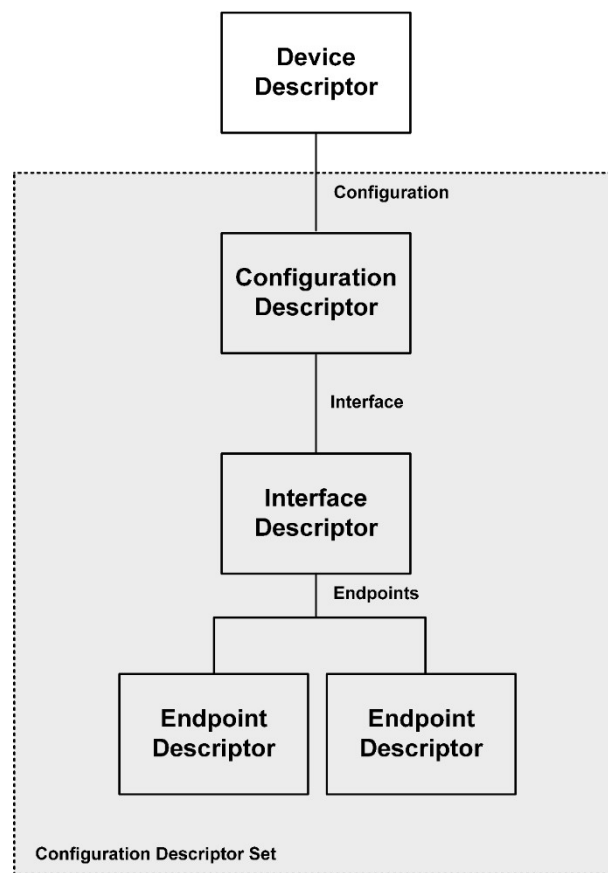 Device
Descriptor
Configuration
Configuration
Descriptor
Interface
Interface
Descriptor
Endpoints
Endpoint
Descriptor
Endpoint
Descriptor
Configuration Descriptor Set